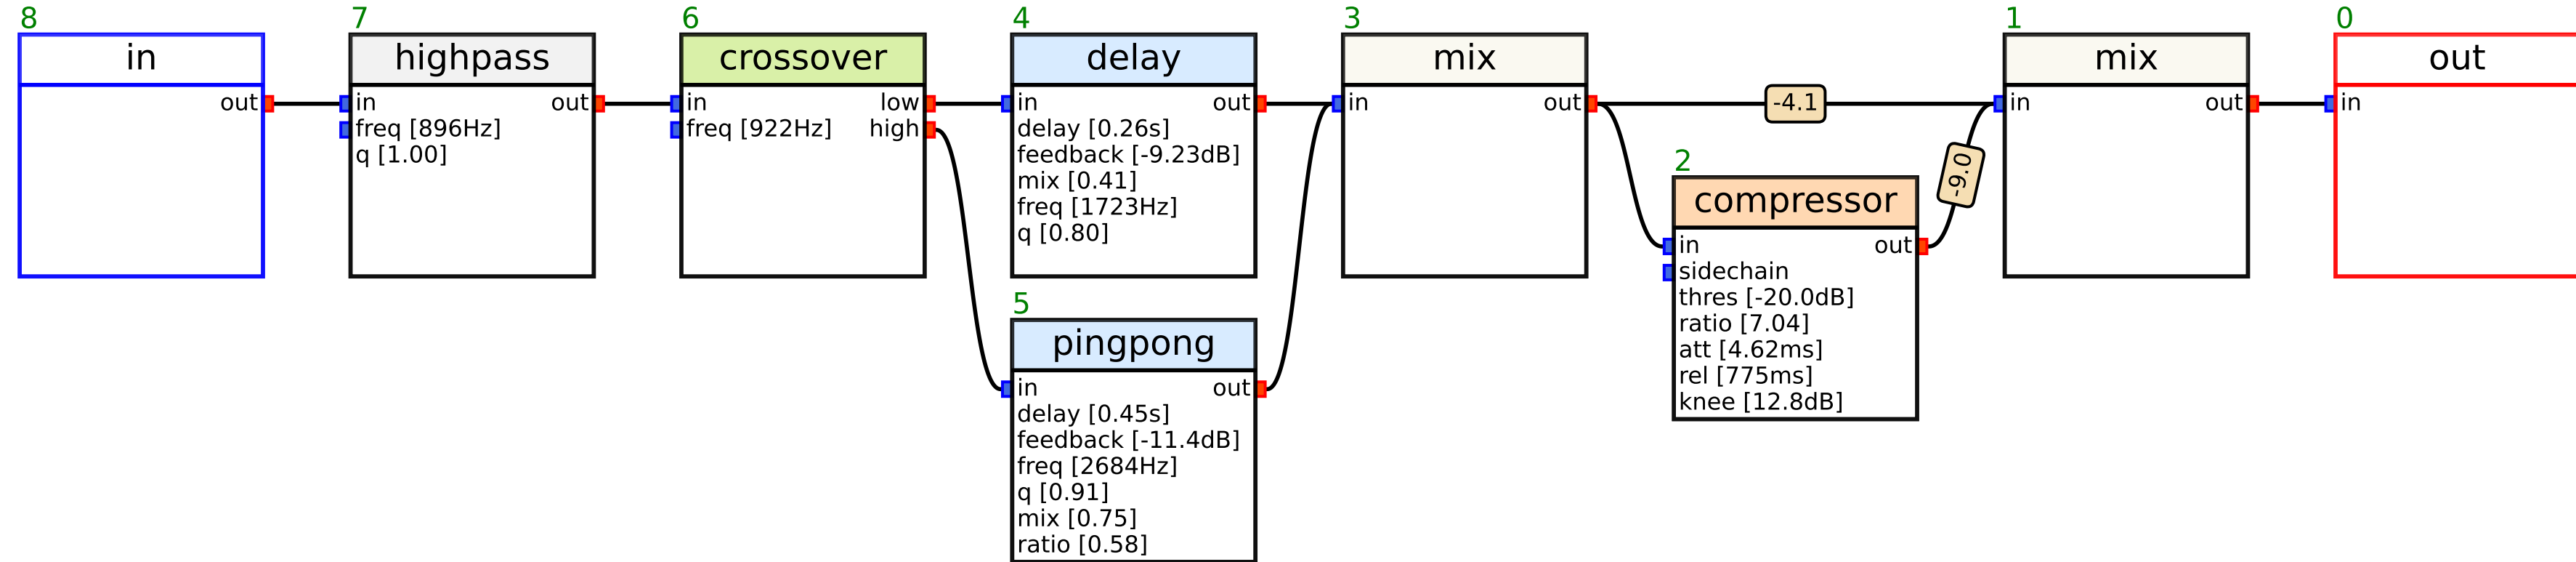 8
in
out
7
highpass
in out
freq [896Hz]
q [1.00]
6
crossover
in low
freq [922Hz] high
4
delay
in out
delay [0.26s]
feedback [-9.23dB]
mix [0.41]
freq [1723Hz]
q [0.80]
5
pingpong
in out
delay [0.45s]
feedback [-11.4dB]
freq [2684Hz]
q [0.91]
mix [0.75]
ratio [0.58]
3
mix
in out
-4.1
2
compressor
in out
sidechain
thres [-20.0dB]
ratio [7.04]
att [4.62ms]
rel [775ms]
knee [12.8dB]
-9.0
1
mix
in out
0
out
in